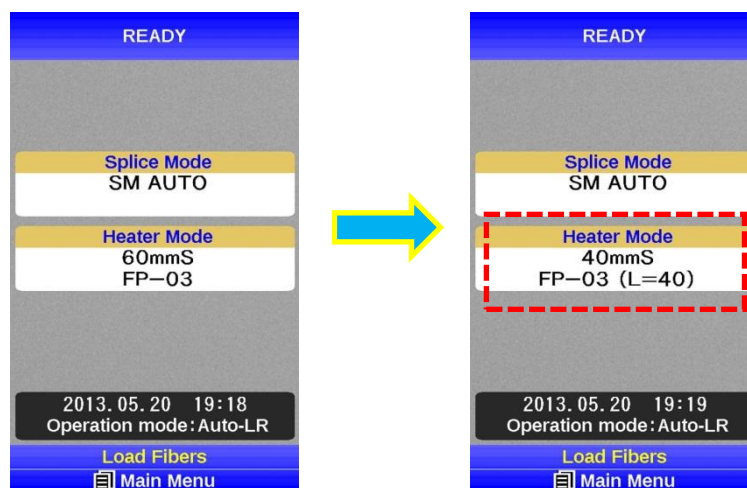 READY
Splice Mode
SM AUTO
Heater Mode
60mmS
FP-03
2013.05.20 19:18
Operation mode:Auto-LR
Load Fibers
Main Menu
READY
Splice Mode
SM AUTO
Heater Mode
40mmS
FP-03 (L=40)
2013.05.20 19:19
Operation mode:Auto-LR
Load Fibers
Main Menu